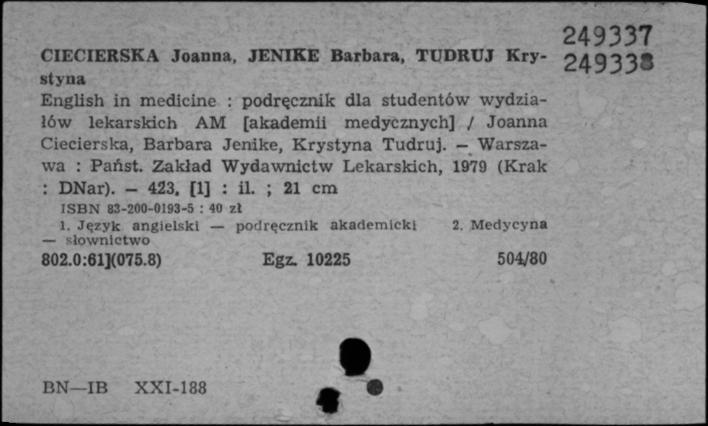 249337
249338
CIECIERSKA Joanna, JENIKE Barbara, TUDRUJ Kry-
styna
English in medicine : podręcznik dla studentów wydzia-
łów lekarskich AM [akademii medycznych] / Joanna
Ciecierska, Barbara Jenike, Krystyna Tudruj. — Warsza-
wa : Państ. Zakład Wydawnictw Lekarskich, 1979 (Krak
: DNar). — 423, [1] : il. ; 21 cm
ISBN 83-200-0193-5 : 40 zł
1. Język angielski — podręcznik akademicki 2. Medycyna
— słownictwo
802.0:61](075.8) Egz. 10225 504/80
BN—IB XXI-188